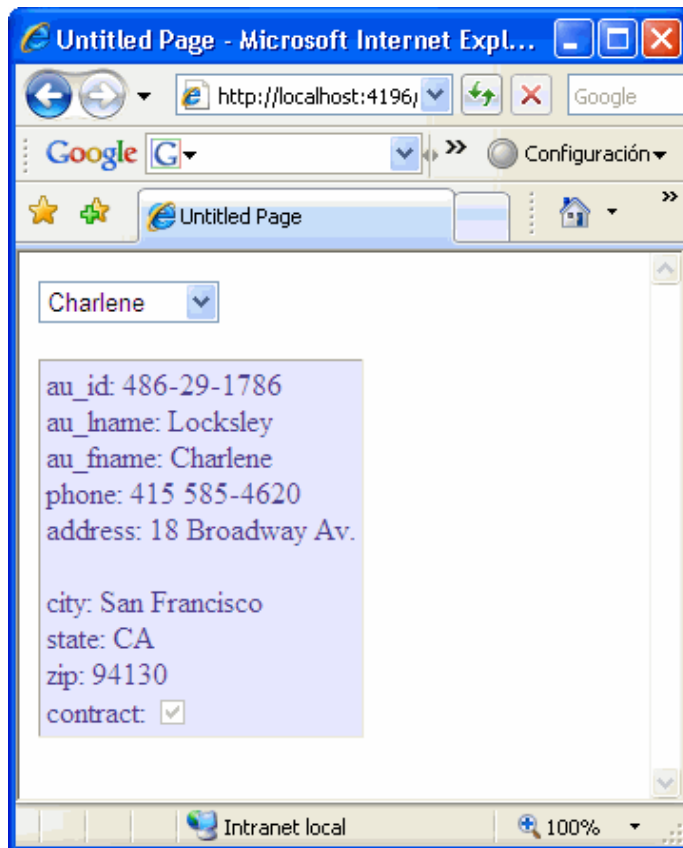 Untitled Page - Microsoft Internet Expl...
http://localhost:4196/
Google
Google G
Configuración
Untitled Page
Charlene
au_id: 486-29-1786
au_lname: Locksley
au_fname: Charlene
phone: 415 585-4620
address: 18 Broadway Av.
city: San Francisco
state: CA
zip: 94130
contract:
Intranet local
100%